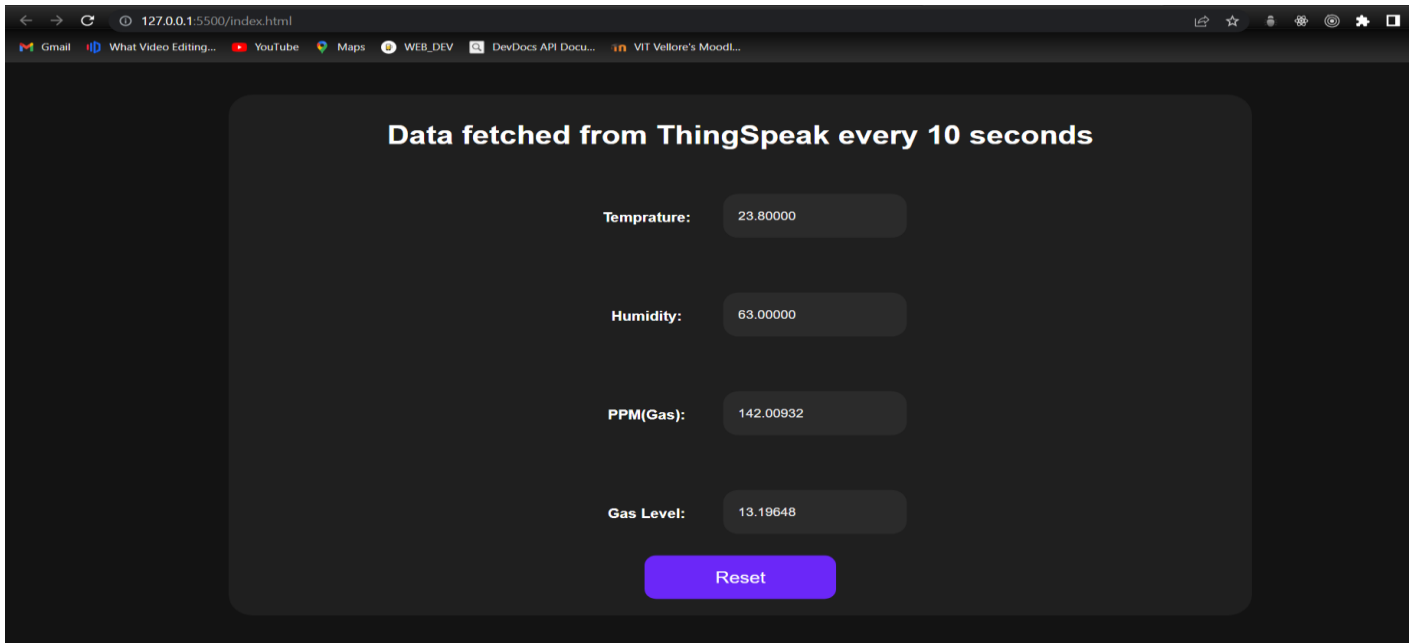 127.0.0.1:5500/index.html
Gmail What Video Editing... YouTube Maps WEB_DEV DevDocs API Docu... VIT Vellore's Moodl...
Data fetched from ThingSpeak every 10 seconds
Temprature: 23.80000
Humidity: 63.00000
PPM(Gas): 142.00932
Gas Level: 13.19648
Reset